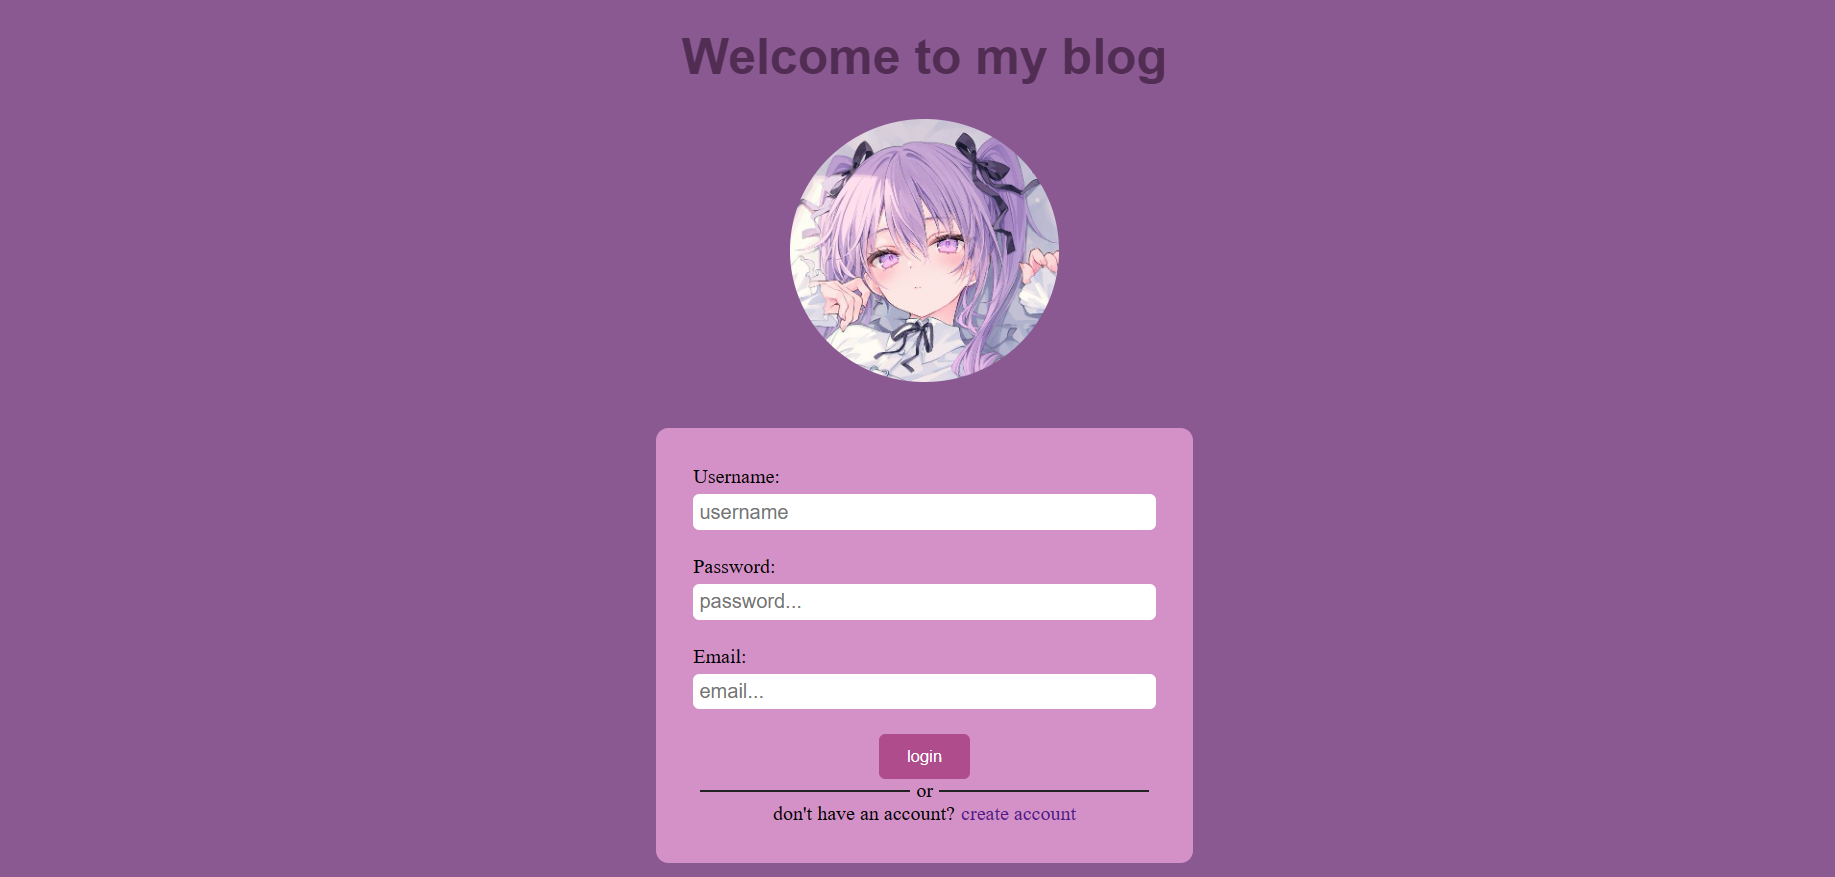 Welcome to my blog
Username:
username
Password:
password...
Email:
email...
login
or
don't have an account? create account